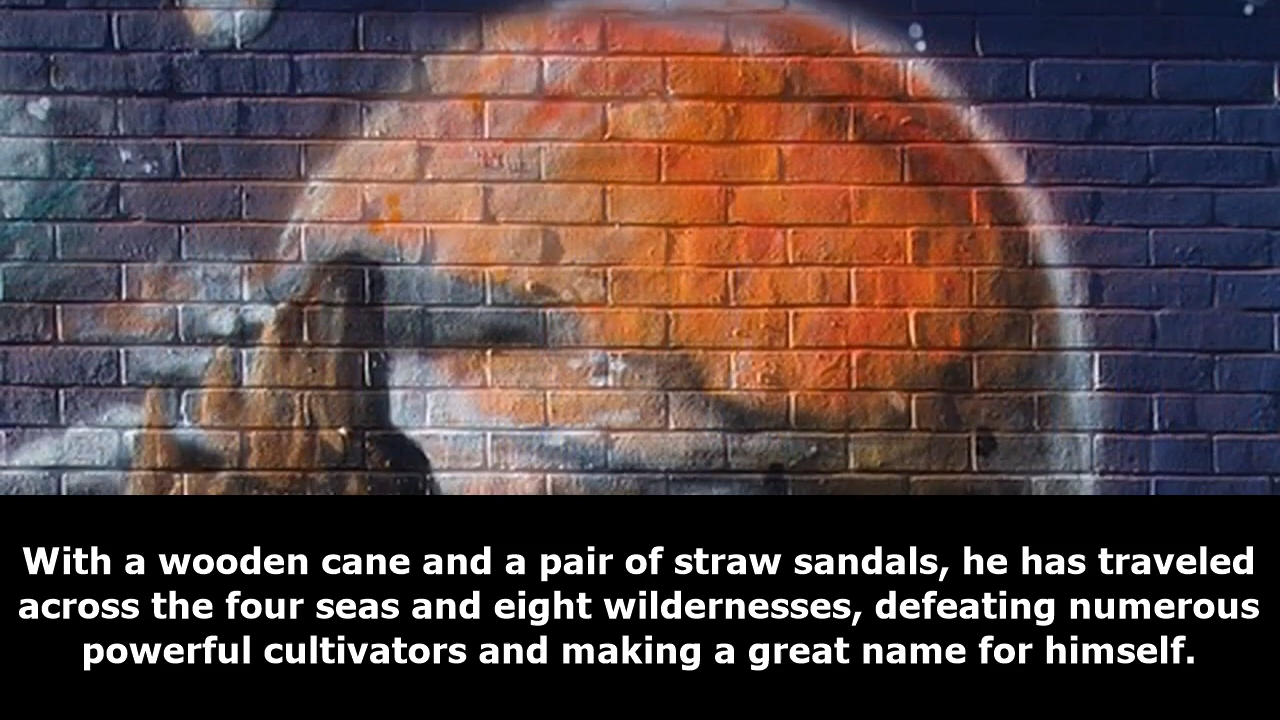 With a wooden cane and a pair of straw sandals, he has traveled
across the four seas and eight wildernesses, defeating numerous
powerful cultivators and making a great name for himself.